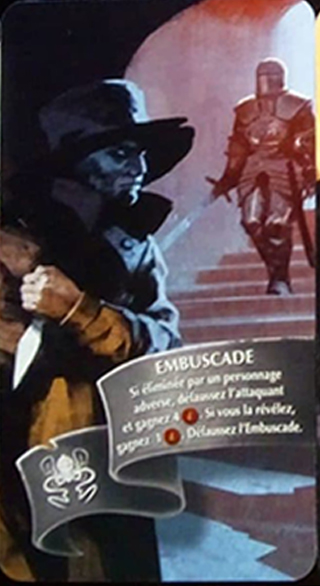 EMBUSCADE
Si éliminée par un personnage
adverse, défaussez l'attaquant
et gagnez 4 . Si vous la révélez,
gagnez 1 . Défaussez l'Embuscade.